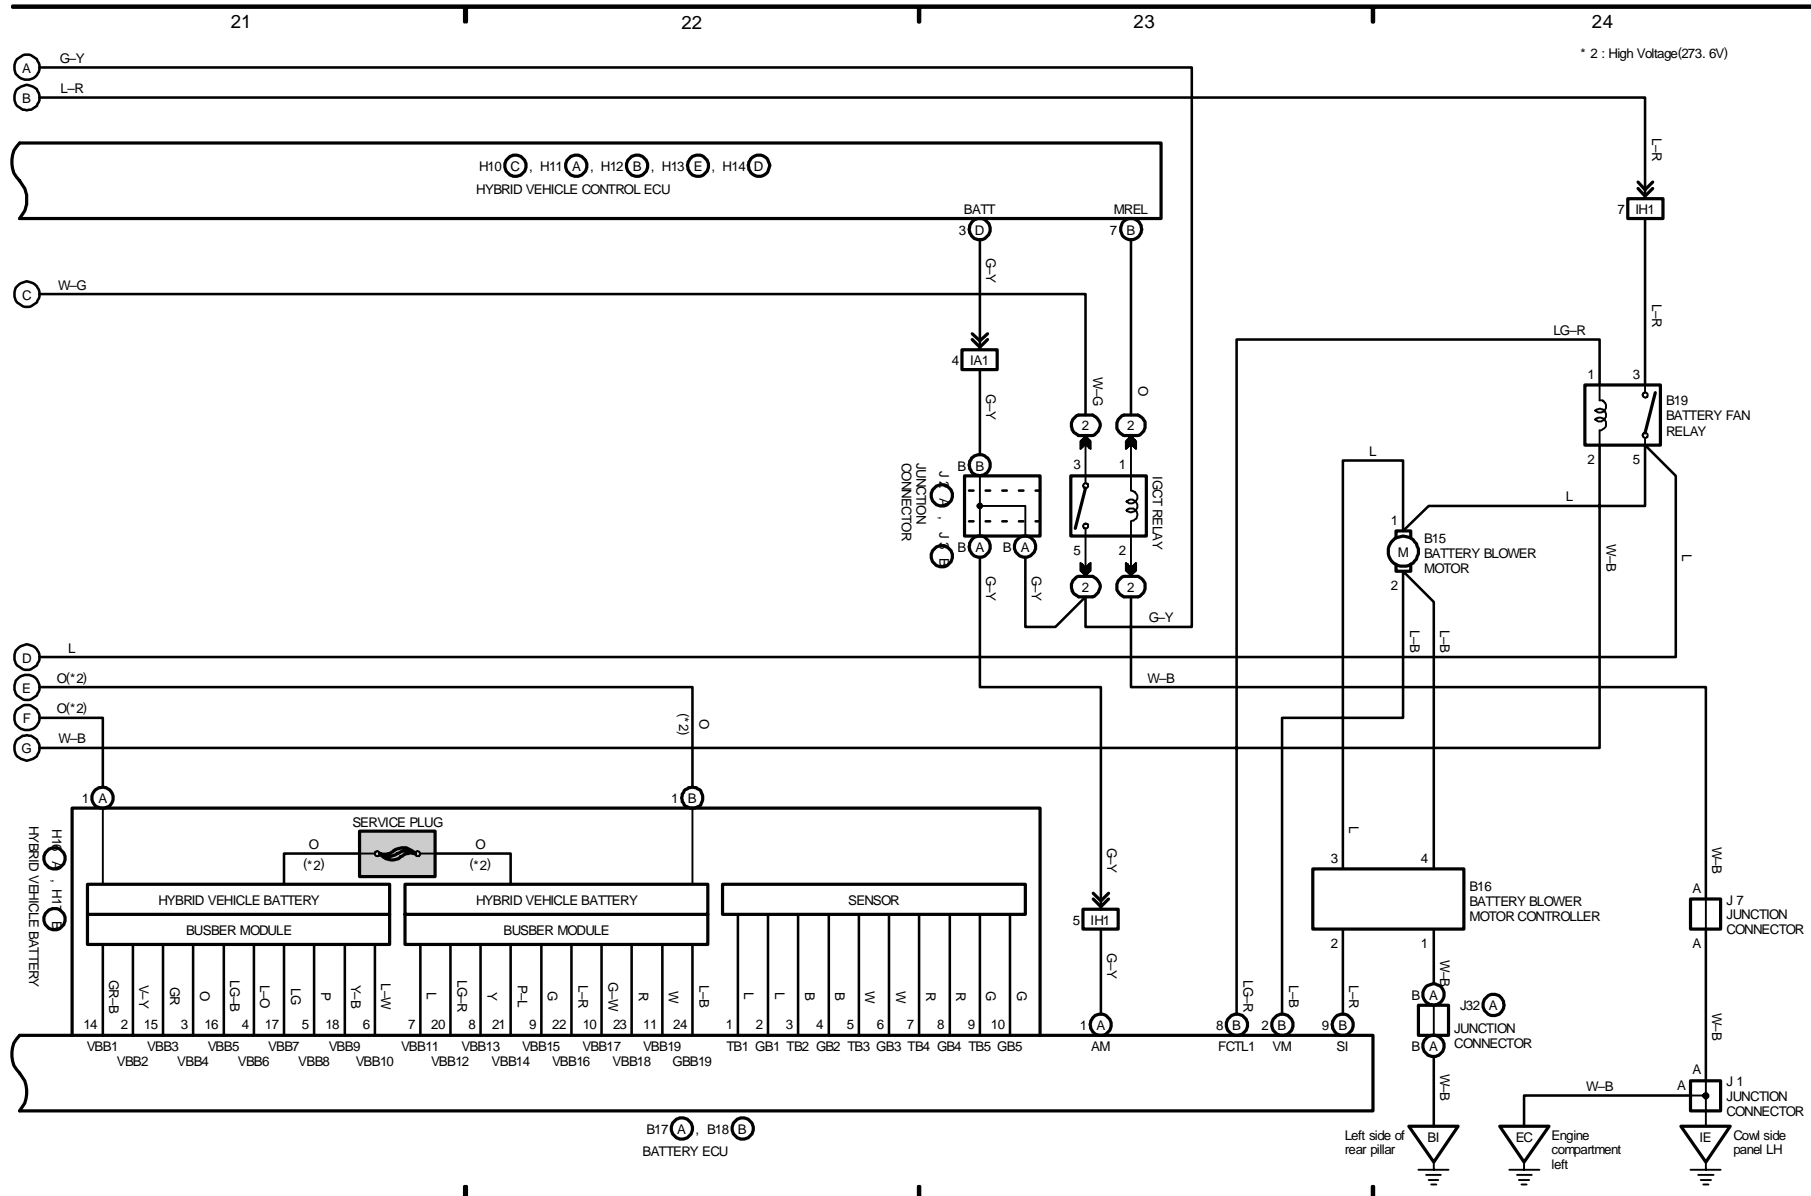 21 22 23 24
* 2 : High Voltage(273. 6V)
A G–Y
B L–R
L–R
H10 C , H11 A , H12 B , H13 E , H14 D
HYBRID VEHICLE CONTROL ECU
BATT MREL
3 D 7 B
7 IH1
G–Y
C W–G
L–R
LG–R
4 IA1
G–Y W–G O
1 3
B19
BATTERY FAN
RELAY
2 5
2 2
B B 3 1
JUNCTION
CONNECTOR
IGCT RELAY
B A B A 5 2
2 2
G–Y G–Y
G–Y
L
L
1
M
B15
BATTERY BLOWER
MOTOR
2
W–B L
L–B L–B
D L
E O(*2)
F O(*2)
G W–B
O
(*2)
W–B
1 A 1 B
HYBRID VEHICLE BATTERY
SERVICE PLUG
O
(*2)
O
(*2)
HYBRID VEHICLE BATTERY
BUSBER MODULE
HYBRID VEHICLE BATTERY
BUSBER MODULE
SENSOR
G–Y
5 IH1
G–Y
L
3 4
B16
BATTERY BLOWER
MOTOR CONTROLLER
2 1
W–B
A
J 7
JUNCTION
CONNECTOR
A
GR–B V–Y GR O LG–B L–O LG P Y–B L–W
L LG–R Y P–L G L–R G–W R W L–B
L L B B W W R R G G
LG–R L–B L–R W–B
W–B
14 2 15 3 16 4 17 5 18 6 7 20 8 21 9 22 10 23 11 24 1 2 3 4 5 6 7 8 9 10
1 A 8 B 2 B 9 B
B A
J32 A
JUNCTION
CONNECTOR
B A
VBB1 VBB3 VBB5 VBB7 VBB9 VBB11 VBB13 VBB15 VBB17 VBB19 TB1 GB1 TB2 GB2 TB3 GB3 TB4 GB4 TB5 GB5 AM FCTL1 VM SI
VBB2 VBB4 VBB6 VBB8 VBB10 VBB12 VBB14 VBB16 VBB18 GBB19
W–B
W–B
A
A
J 1
JUNCTION
CONNECTOR
B17 A , B18 B
BATTERY ECU
Left side of
rear pillar
BI
EC
Engine
compartment
left
IE
Cowl side
panel LH